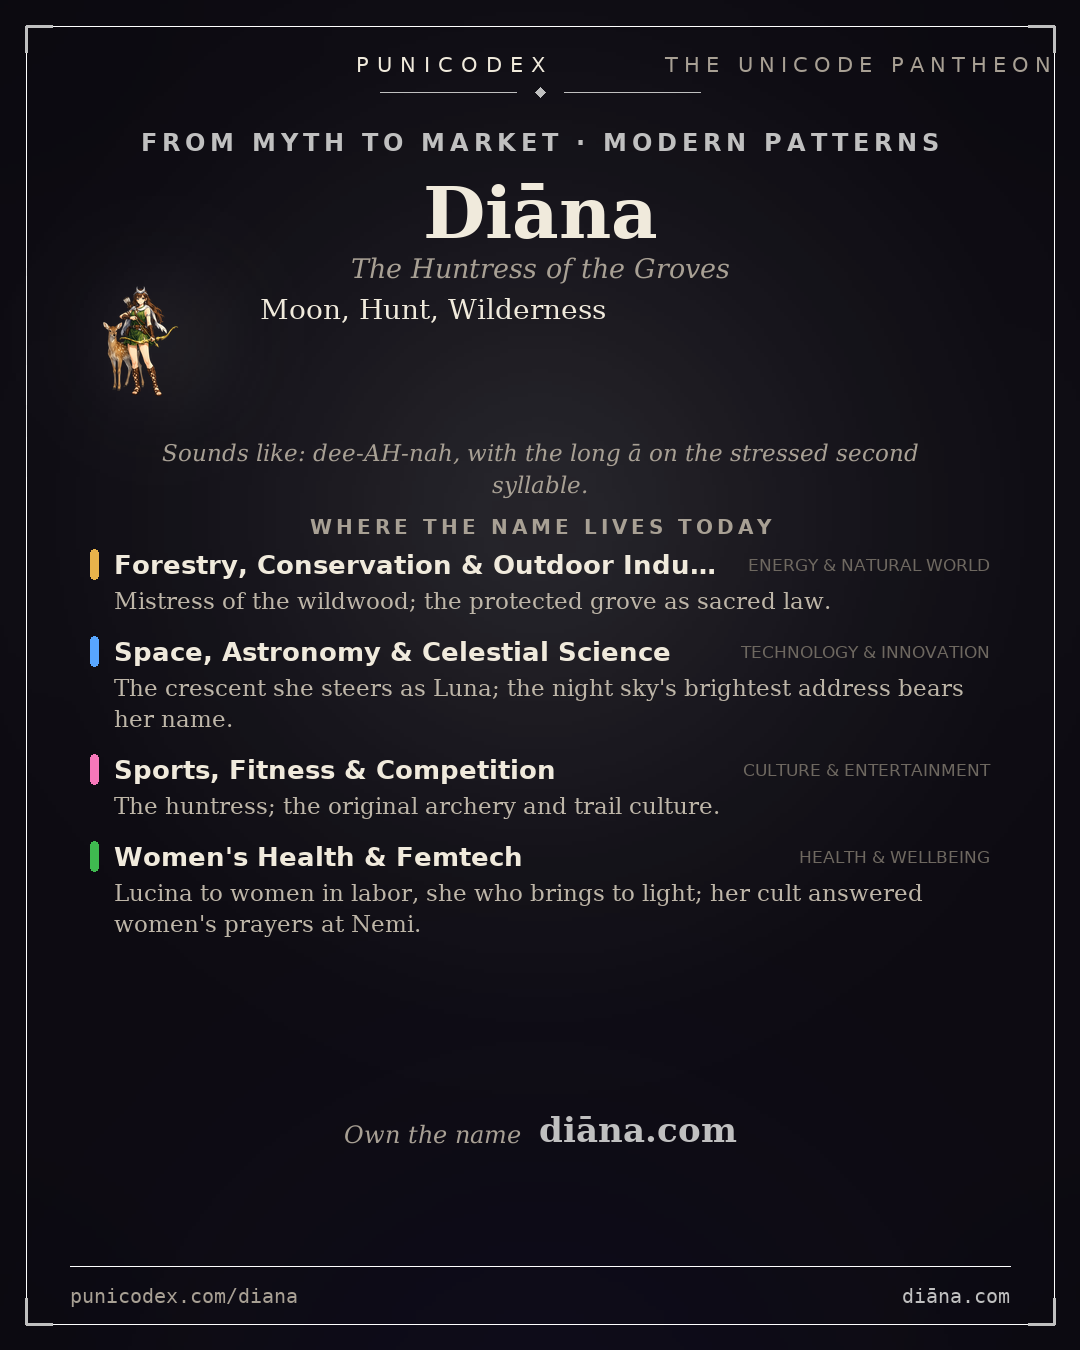 PUNICODEX
THE UNICODE PANTHEON
FROM MYTH TO MARKET · MODERN PATTERNS
Diāna
The Huntress of the Groves
Moon, Hunt, Wilderness
Sounds like: dee-AH-nah, with the long ā on the stressed second
syllable.
WHERE THE NAME LIVES TODAY
Forestry, Conservation & Outdoor Indu…
ENERGY & NATURAL WORLD
Mistress of the wildwood; the protected grove as sacred law.
Space, Astronomy & Celestial Science
TECHNOLOGY & INNOVATION
The crescent she steers as Luna; the night sky's brightest address bears
her name.
Sports, Fitness & Competition
CULTURE & ENTERTAINMENT
The huntress; the original archery and trail culture.
Women's Health & Femtech
HEALTH & WELLBEING
Lucina to women in labor, she who brings to light; her cult answered
women's prayers at Nemi.
Own the name diāna.com
punicodex.com/diana
diāna.com